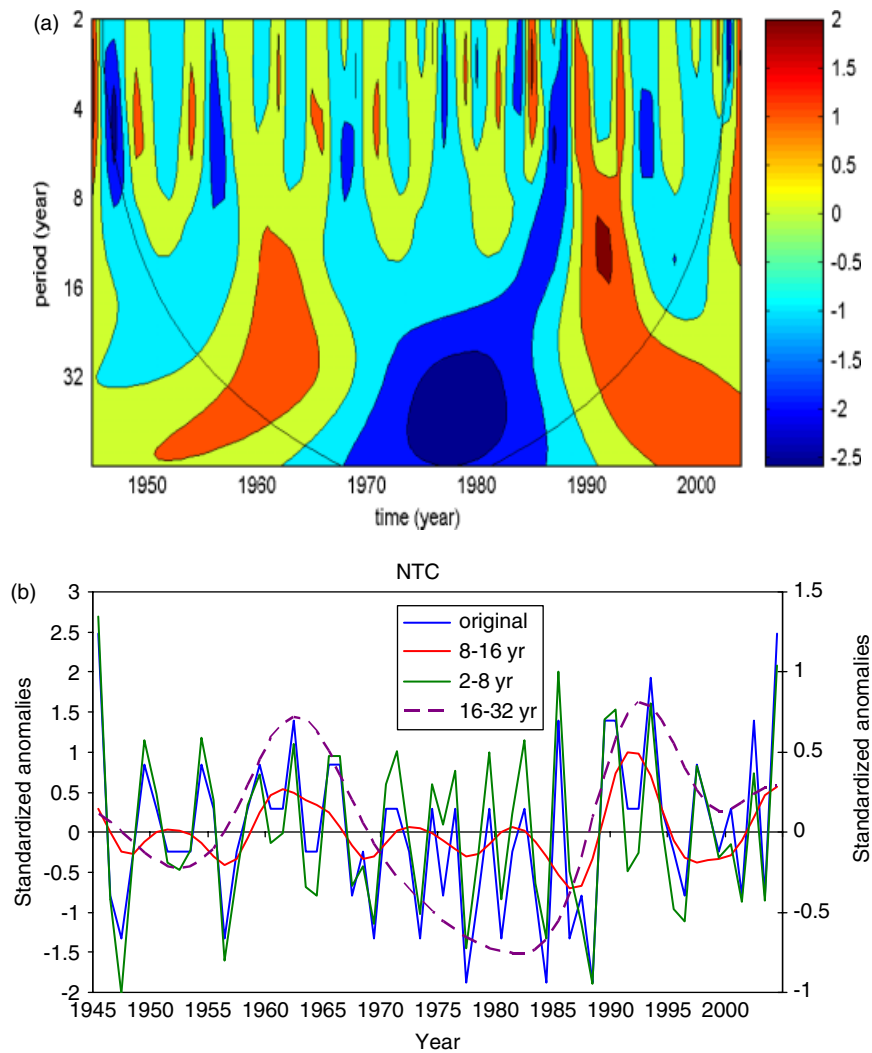 (a)
2
4
8
16
32
period (year)
1950 1960 1970 1980 1990 2000
time (year)
2
1.5
1
0.5
0
-0.5
-1
-1.5
-2
-2.5
(b)
NTC
3
2.5
2
1.5
1
0.5
0
-0.5
-1
-1.5
-2
Standardized anomalies
original
8-16 yr
2-8 yr
16-32 yr
1.5
1
0.5
0
-0.5
-1
Standardized anomalies
1945 1950 1955 1960 1965 1970 1975 1980 1985 1990 1995 2000
Year